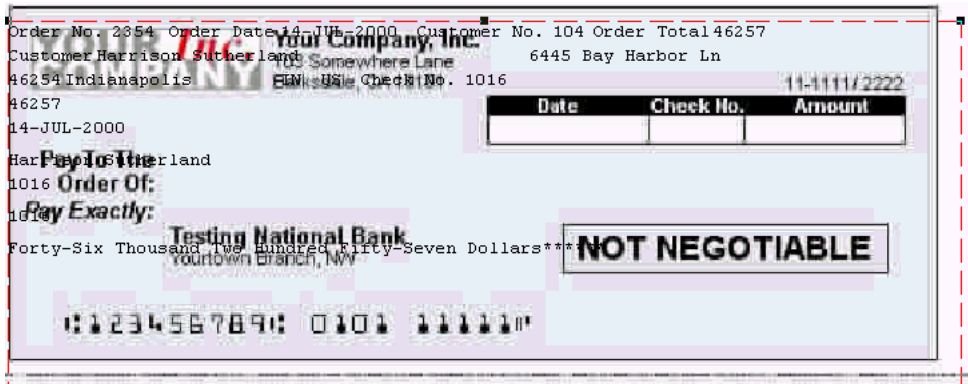 Order No. 2354 Order Date 14-JUL-2000 Customer No. 104 Order Total 46257
YOUR Inc. COMPANY
Your Company, Inc.
Customer Harrison Sutherland 6445 Bay Harbor Ln
Somewhere Lane
46254 Indianapolis IN US Check No. 1016
11-1111/2222
46257
Date Check No. Amount
14-JUL-2000
Harrison Sutherland
Pay To The
1016 Order Of:
1016
Pay Exactly:
Testing National Bank
Forty-Six Thousand Two Hundred Fifty-Seven Dollars******
Yourtown Branch,
NOT NEGOTIABLE
⑆123456789⑆ 0101 11111⑈